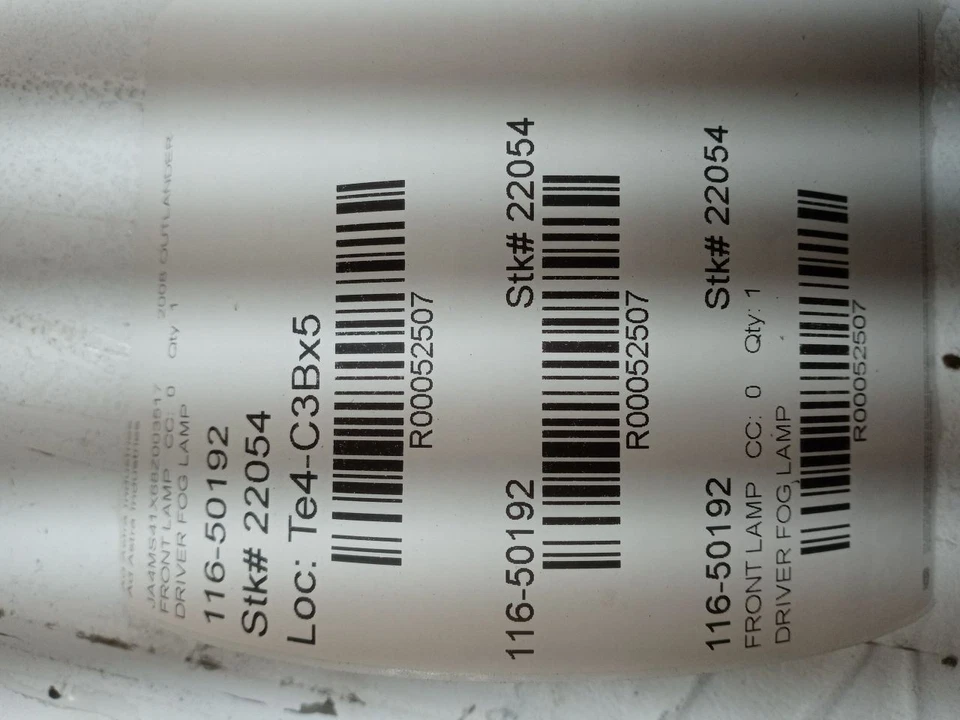 FRONT LAMP CC: 0 Qty 1 2008 OUTLANDER
DRIVER FOG LAMP
116-50192
Stk# 22054
Loc: Te4-C3Bx5
R00052507
116-50192 Stk# 22054
R00052507
116-50192 Stk# 22054
FRONT LAMP CC: 0 Qty: 1
DRIVER FOG LAMP
R00052507